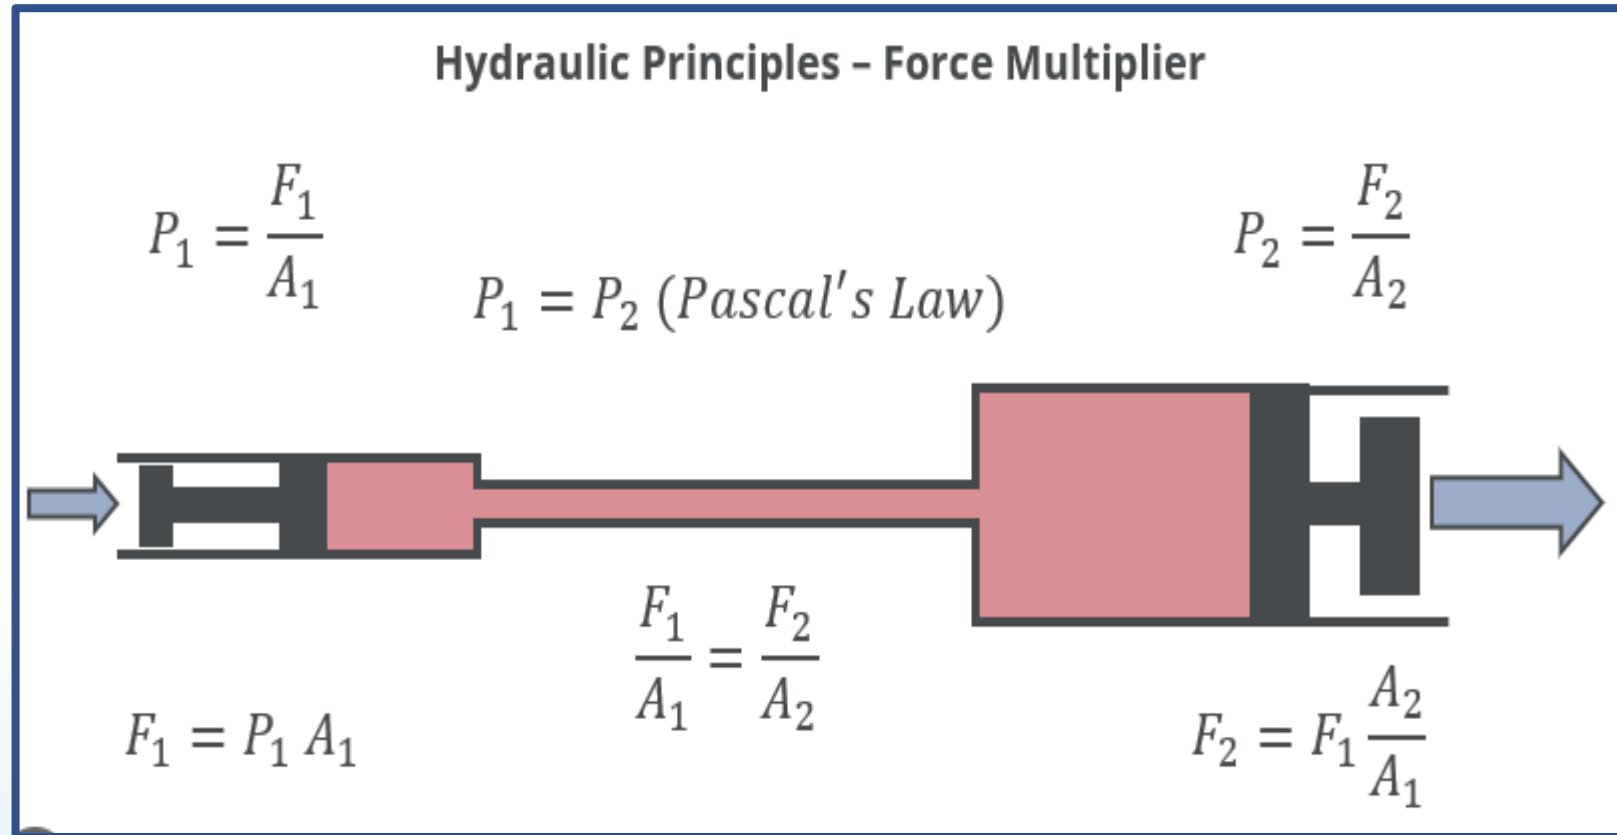 Hydraulic Principles – Force Multiplier
P₁ = F₁/A₁
P₂ = F₂/A₂
P₁ = P₂ (Pascal's Law)
F₁/A₁ = F₂/A₂
F₁ = P₁ A₁
F₂ = F₁ A₂/A₁